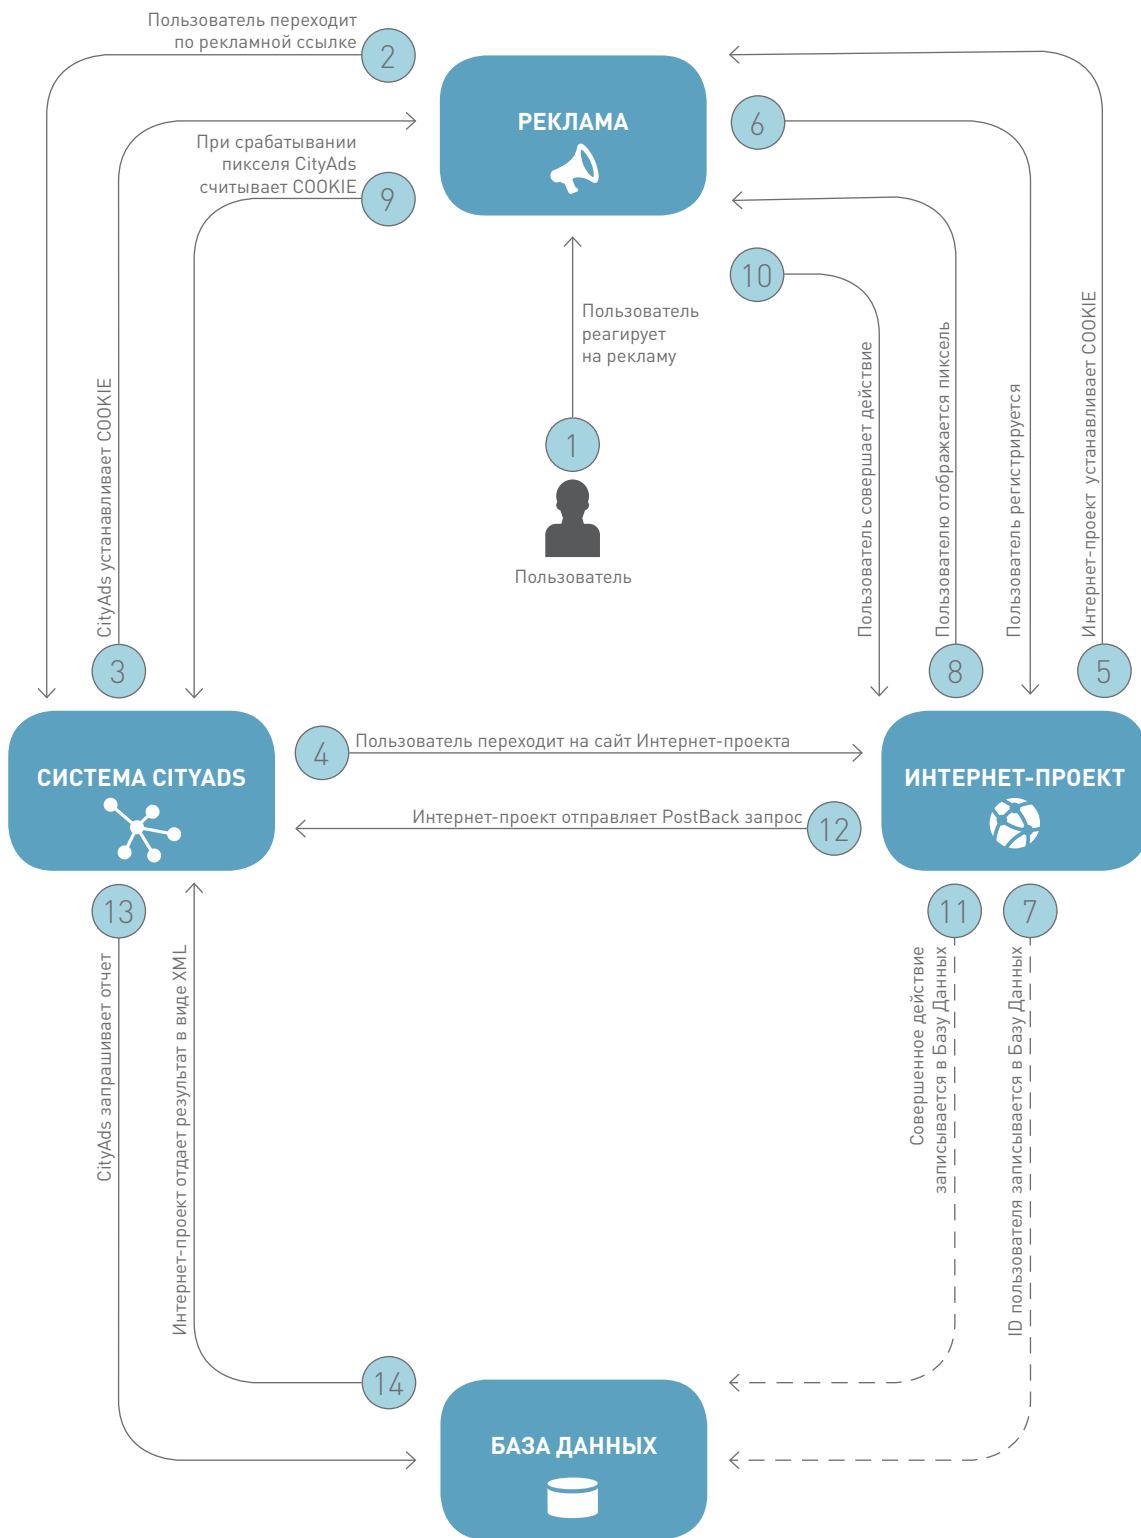 Пользователь переходит
по рекламной ссылке
2
РЕКЛАМА
6
При срабатывании
пикселя CityAds
считывает COOKIE
9
10
Пользователь
реагирует
на рекламу
1
Пользователь
CityAds устанавливает COOKIE
3
Пользователь совершает действие
Пользователю отображается пиксель
8
Пользователь регистрируется
Интернет-проект устанавливает COOKIE
5
СИСТЕМА CITYADS
4
Пользователь переходит на сайт Интернет-проекта
ИНТЕРНЕТ-ПРОЕКТ
Интернет-проект отправляет PostBack запрос
12
13
CityAds запрашивает отчет
Интернет-проект отдает результат в виде XML
11
Совершенное действие
записывается в Базу Данных
7
ID пользователя записывается в Базу Данных
14
БАЗА ДАННЫХ